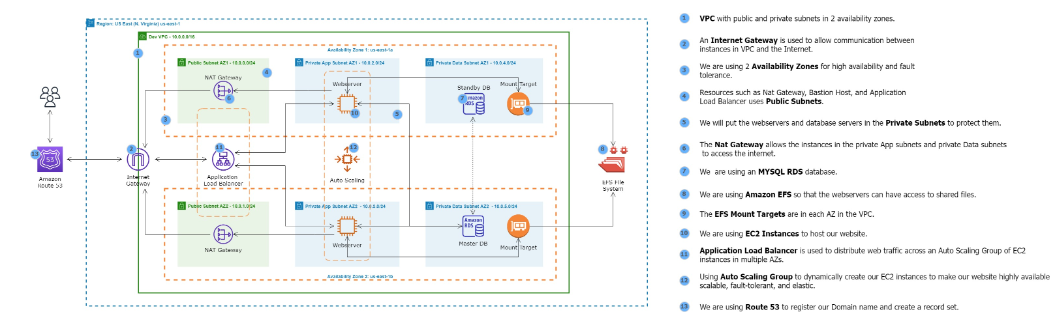 Region: US East (N. Virginia) us-east-1
Dev VPC - 10.0.0.0/16
1
Availability Zone 1: us-east-1a
Public Subnet AZ1 - 10.0.0.0/24
Private App Subnet AZ1 - 10.0.2.0/24
Private Data Subnet AZ1 - 10.0.4.0/24
NAT Gateway
4
6
Webserver
10
Standby DB
7
Amazon
RDS
Mount Target
9
3
5
13
53
Amazon
Route 53
2
Internet
Gateway
11
Application
Load Balancer
12
Auto Scaling
8
EFS File
System
Public Subnet AZ2 - 10.0.1.0/24
Private App Subnet AZ2 - 10.0.3.0/24
Private Data Subnet AZ2 - 10.0.5.0/24
NAT Gateway
Webserver
Amazon
RDS
Master DB
Mount Target
Availability Zone 2: us-east-1b
1 VPC with public and private subnets in 2 availability zones.
2 An Internet Gateway is used to allow communication between
instances in VPC and the Internet.
3 We are using 2 Availability Zones for high availability and fault
tolerance.
4 Resources such as Nat Gateway, Bastion Host, and Application
Load Balancer uses Public Subnets.
5 We will put the webservers and database servers in the Private Subnets to protect them.
6 The Nat Gateway allows the instances in the private App subnets and private Data subnets
to access the internet.
7 We are using an MYSQL RDS database.
8 We are using Amazon EFS so that the webservers can have access to shared files.
9 The EFS Mount Targets are in each AZ in the VPC.
10 We are using EC2 Instances to host our website.
11 Application Load Balancer is used to distribute web traffic across an Auto Scaling Group of EC2
instances in multiple AZs.
12 Using Auto Scaling Group to dynamically create our EC2 instances to make our website highly available
scalable, fault-tolerant, and elastic.
13 We are using Route 53 to register our Domain name and create a record set.